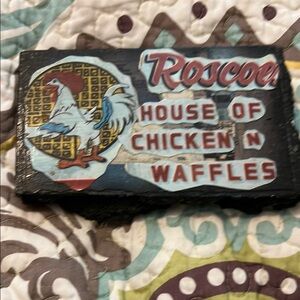 Roscoe's
HOUSE OF
CHICKEN N
WAFFLES